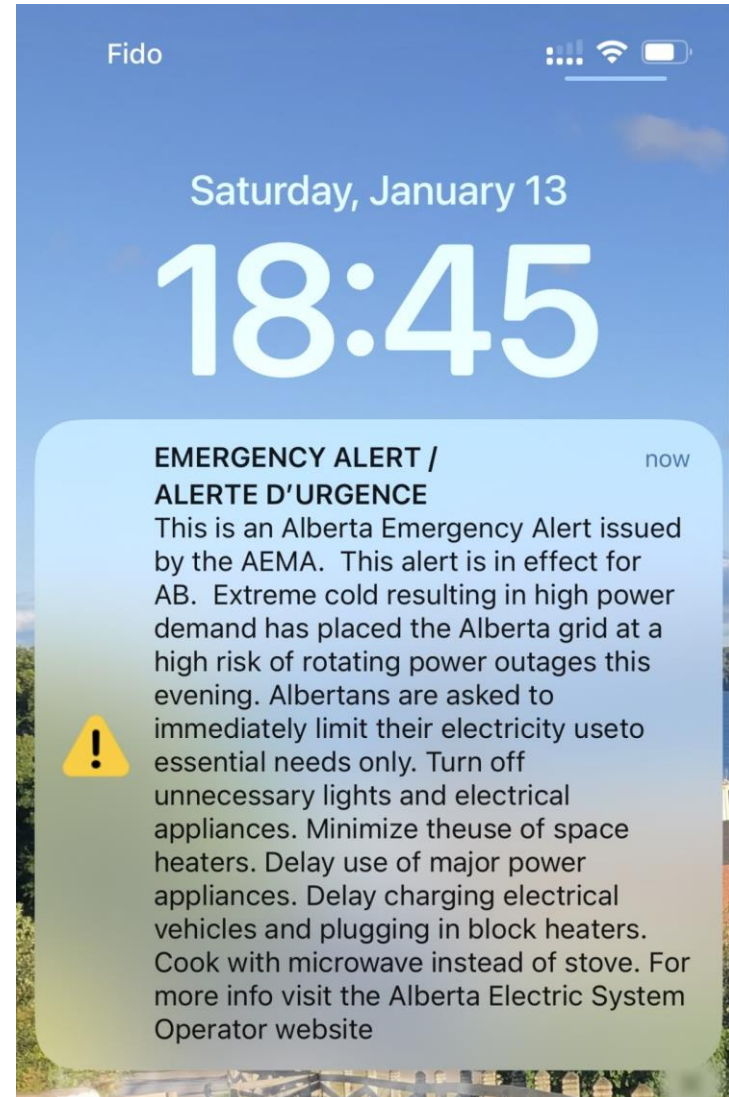 Fido
Saturday, January 13
18:45
EMERGENCY ALERT / now
ALERTE D'URGENCE
This is an Alberta Emergency Alert issued
by the AEMA.  This alert is in effect for
AB.  Extreme cold resulting in high power
demand has placed the Alberta grid at a
high risk of rotating power outages this
evening. Albertans are asked to
immediately limit their electricity useto
essential needs only. Turn off
unnecessary lights and electrical
appliances. Minimize theuse of space
heaters. Delay use of major power
appliances. Delay charging electrical
vehicles and plugging in block heaters.
Cook with microwave instead of stove. For
more info visit the Alberta Electric System
Operator website